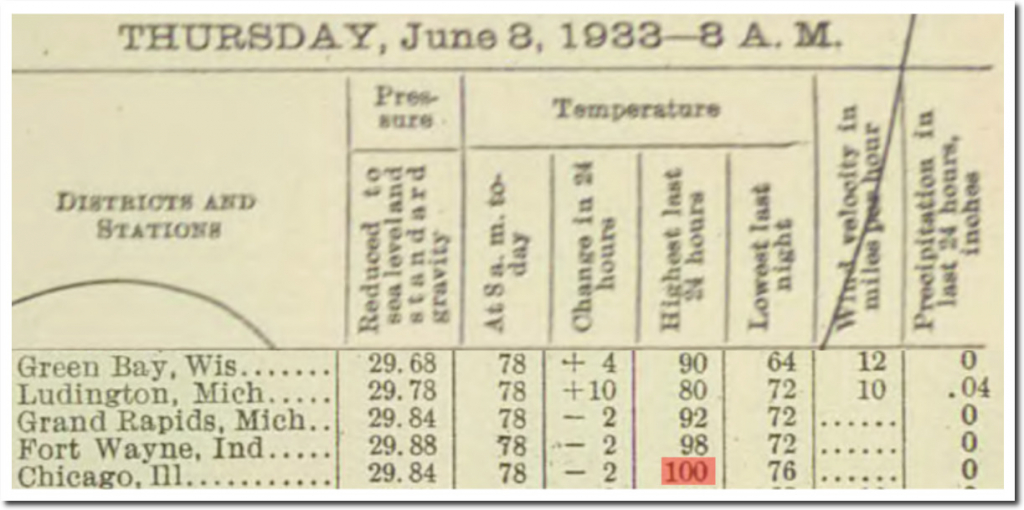 THURSDAY, June 8, 1933—8 A. M.
DISTRICTS AND
STATIONS
Pres-
sure
Reduced to
sea level and
standard
gravity
Temperature
At 8 a. m. to-
day
Change in 24
hours
Highest last
24 hours
Lowest last
night
Wind velocity in
miles per hour
Precipitation in
last 24 hours,
inches
Green Bay, Wis....... 29.68 78 + 4 90 64 12 0
Ludington, Mich..... 29.78 78 +10 80 72 10 .04
Grand Rapids, Mich.. 29.84 78 − 2 92 72 ...... 0
Fort Wayne, Ind..... 29.88 78 − 2 98 72 ...... 0
Chicago, Ill........... 29.84 78 − 2 100 76 ...... 0